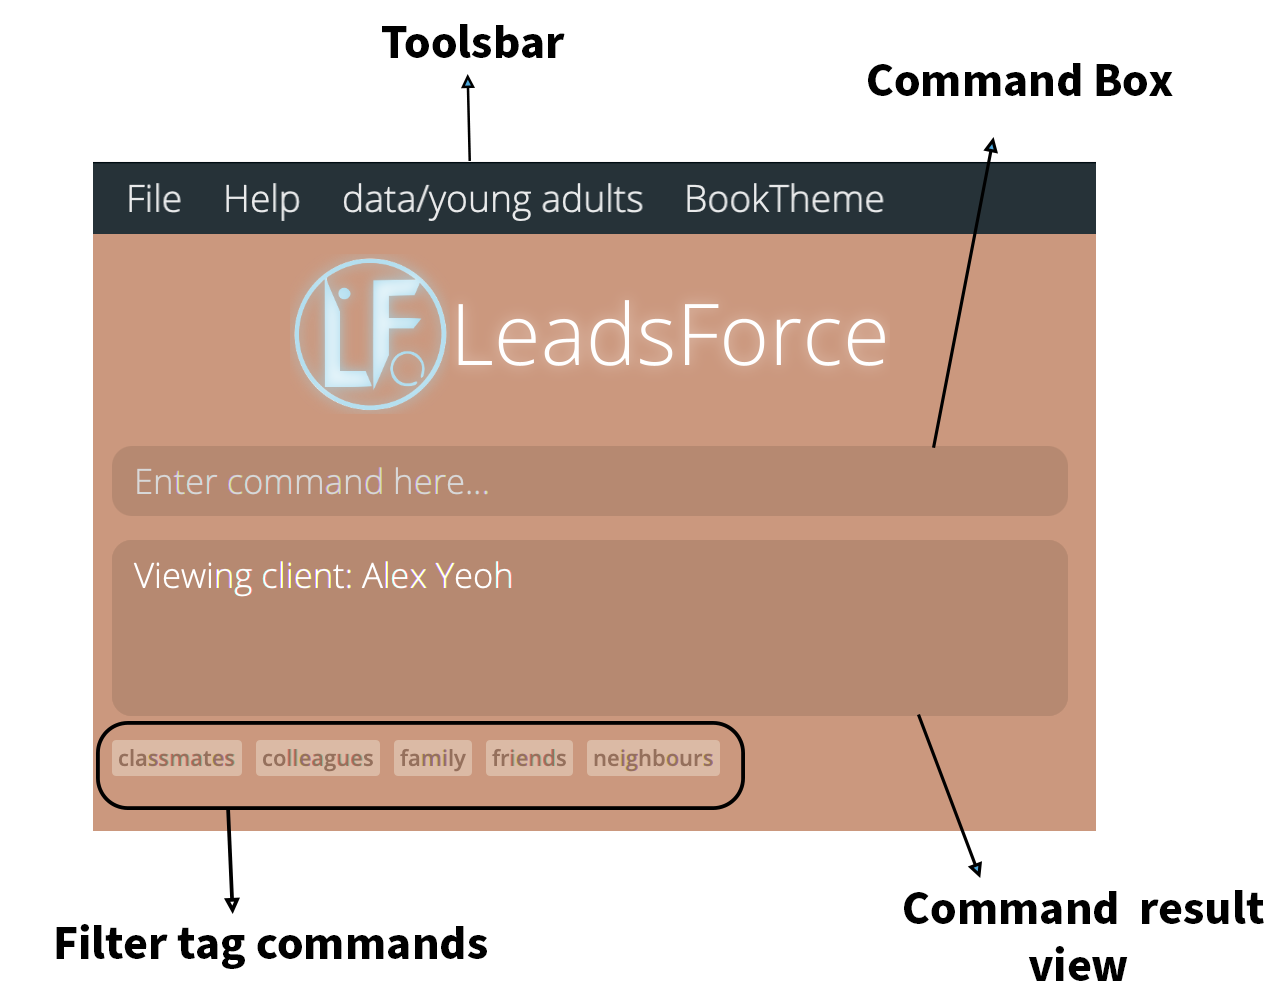 Toolsbar
Command Box
File Help data/young adults BookTheme
LF LeadsForce
Enter command here...
Viewing client: Alex Yeoh
classmates colleagues family friends neighbours
Filter tag commands
Command result
view